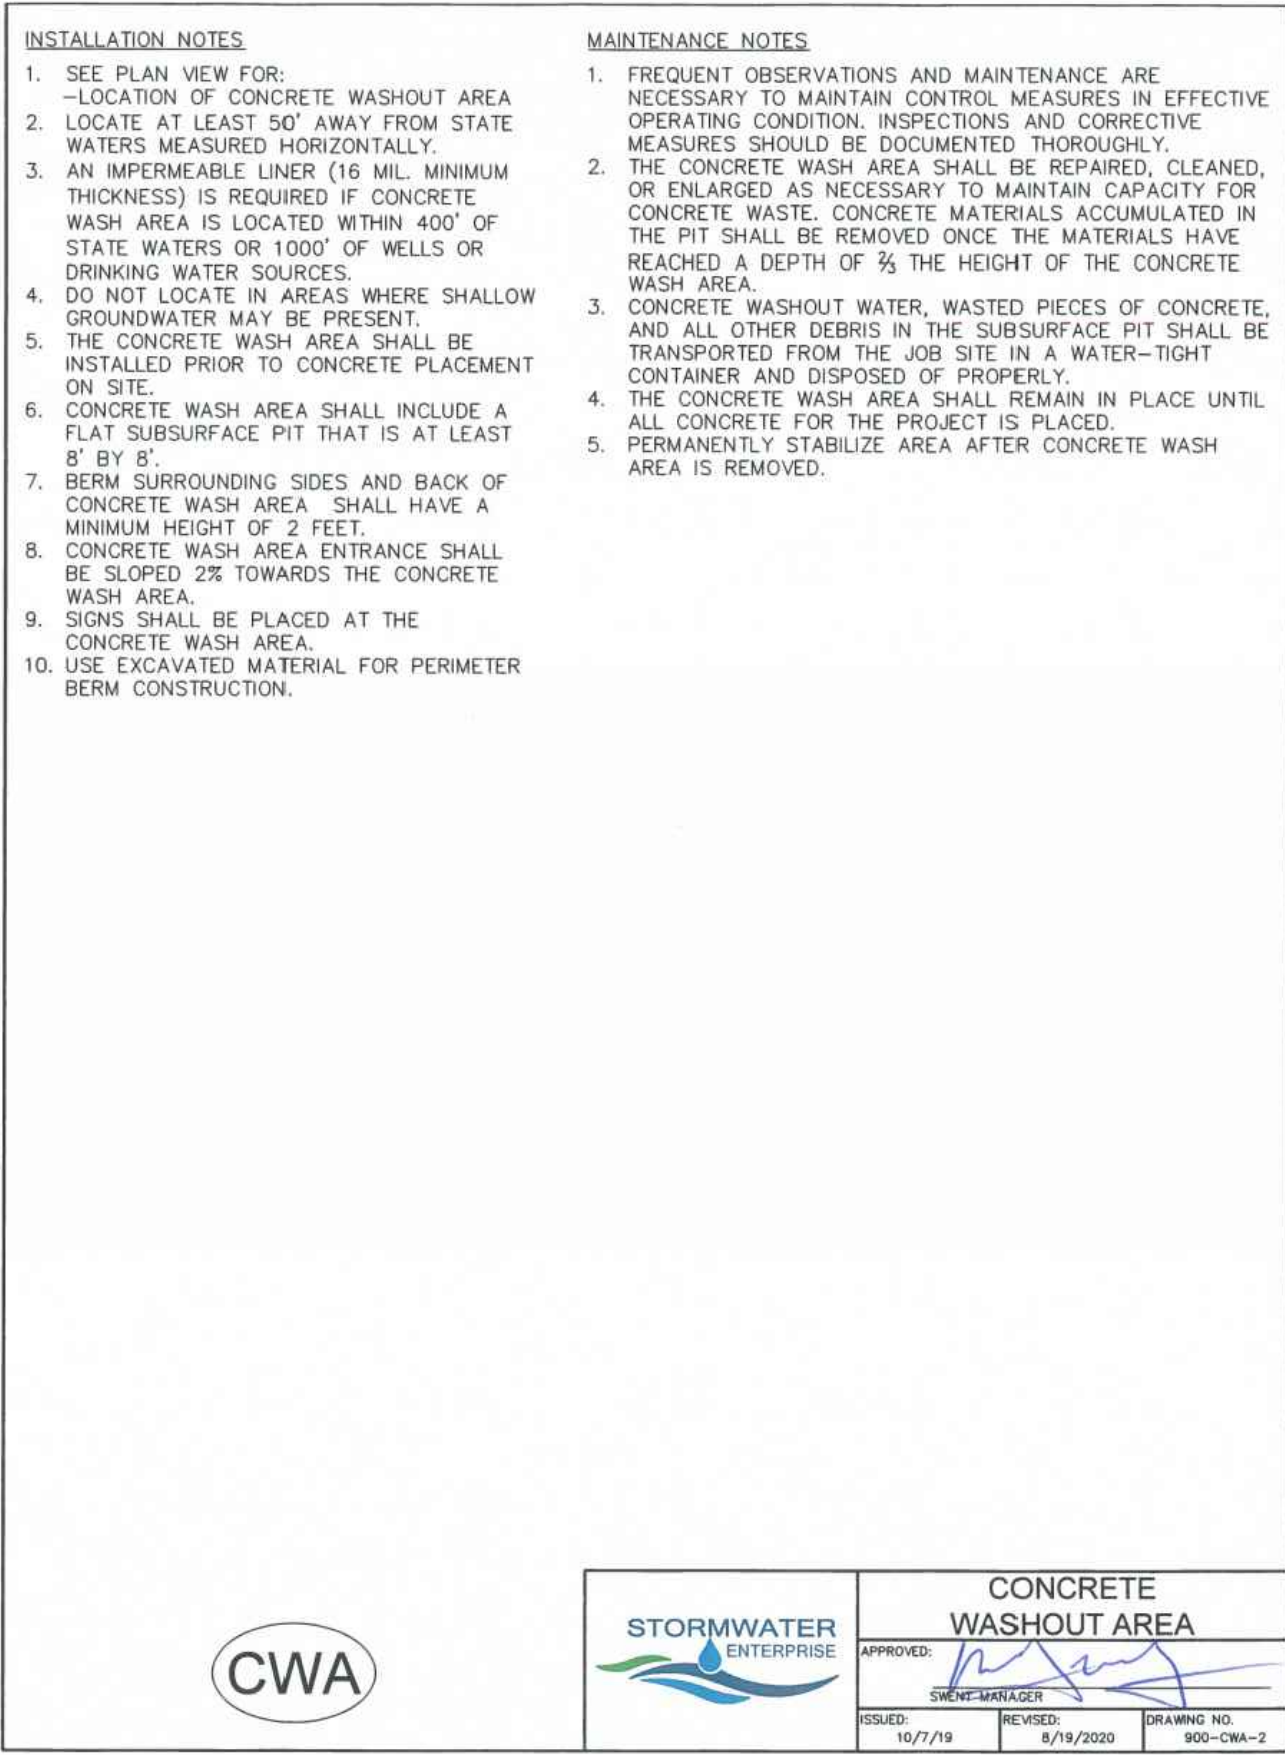 INSTALLATION NOTES
1. SEE PLAN VIEW FOR:
-LOCATION OF CONCRETE WASHOUT AREA
2. LOCATE AT LEAST 50' AWAY FROM STATE
WATERS MEASURED HORIZONTALLY.
3. AN IMPERMEABLE LINER (16 MIL. MINIMUM
THICKNESS) IS REQUIRED IF CONCRETE
WASH AREA IS LOCATED WITHIN 400' OF
STATE WATERS OR 1000' OF WELLS OR
DRINKING WATER SOURCES.
4. DO NOT LOCATE IN AREAS WHERE SHALLOW
GROUNDWATER MAY BE PRESENT.
5. THE CONCRETE WASH AREA SHALL BE
INSTALLED PRIOR TO CONCRETE PLACEMENT
ON SITE.
6. CONCRETE WASH AREA SHALL INCLUDE A
FLAT SUBSURFACE PIT THAT IS AT LEAST
8' BY 8'.
7. BERM SURROUNDING SIDES AND BACK OF
CONCRETE WASH AREA SHALL HAVE A
MINIMUM HEIGHT OF 2 FEET.
8. CONCRETE WASH AREA ENTRANCE SHALL
BE SLOPED 2% TOWARDS THE CONCRETE
WASH AREA.
9. SIGNS SHALL BE PLACED AT THE
CONCRETE WASH AREA.
10. USE EXCAVATED MATERIAL FOR PERIMETER
BERM CONSTRUCTION.
MAINTENANCE NOTES
1. FREQUENT OBSERVATIONS AND MAINTENANCE ARE
NECESSARY TO MAINTAIN CONTROL MEASURES IN EFFECTIVE
OPERATING CONDITION. INSPECTIONS AND CORRECTIVE
MEASURES SHOULD BE DOCUMENTED THOROUGHLY.
2. THE CONCRETE WASH AREA SHALL BE REPAIRED, CLEANED,
OR ENLARGED AS NECESSARY TO MAINTAIN CAPACITY FOR
CONCRETE WASTE. CONCRETE MATERIALS ACCUMULATED IN
THE PIT SHALL BE REMOVED ONCE THE MATERIALS HAVE
REACHED A DEPTH OF ⅔ THE HEIGHT OF THE CONCRETE
WASH AREA.
3. CONCRETE WASHOUT WATER, WASTED PIECES OF CONCRETE,
AND ALL OTHER DEBRIS IN THE SUBSURFACE PIT SHALL BE
TRANSPORTED FROM THE JOB SITE IN A WATER-TIGHT
CONTAINER AND DISPOSED OF PROPERLY.
4. THE CONCRETE WASH AREA SHALL REMAIN IN PLACE UNTIL
ALL CONCRETE FOR THE PROJECT IS PLACED.
5. PERMANENTLY STABILIZE AREA AFTER CONCRETE WASH
AREA IS REMOVED.
CWA
STORMWATER
ENTERPRISE
CONCRETE
WASHOUT AREA
APPROVED:
SWENT MANAGER
ISSUED:
10/7/19
REVISED:
8/19/2020
DRAWING NO.
900-CWA-2